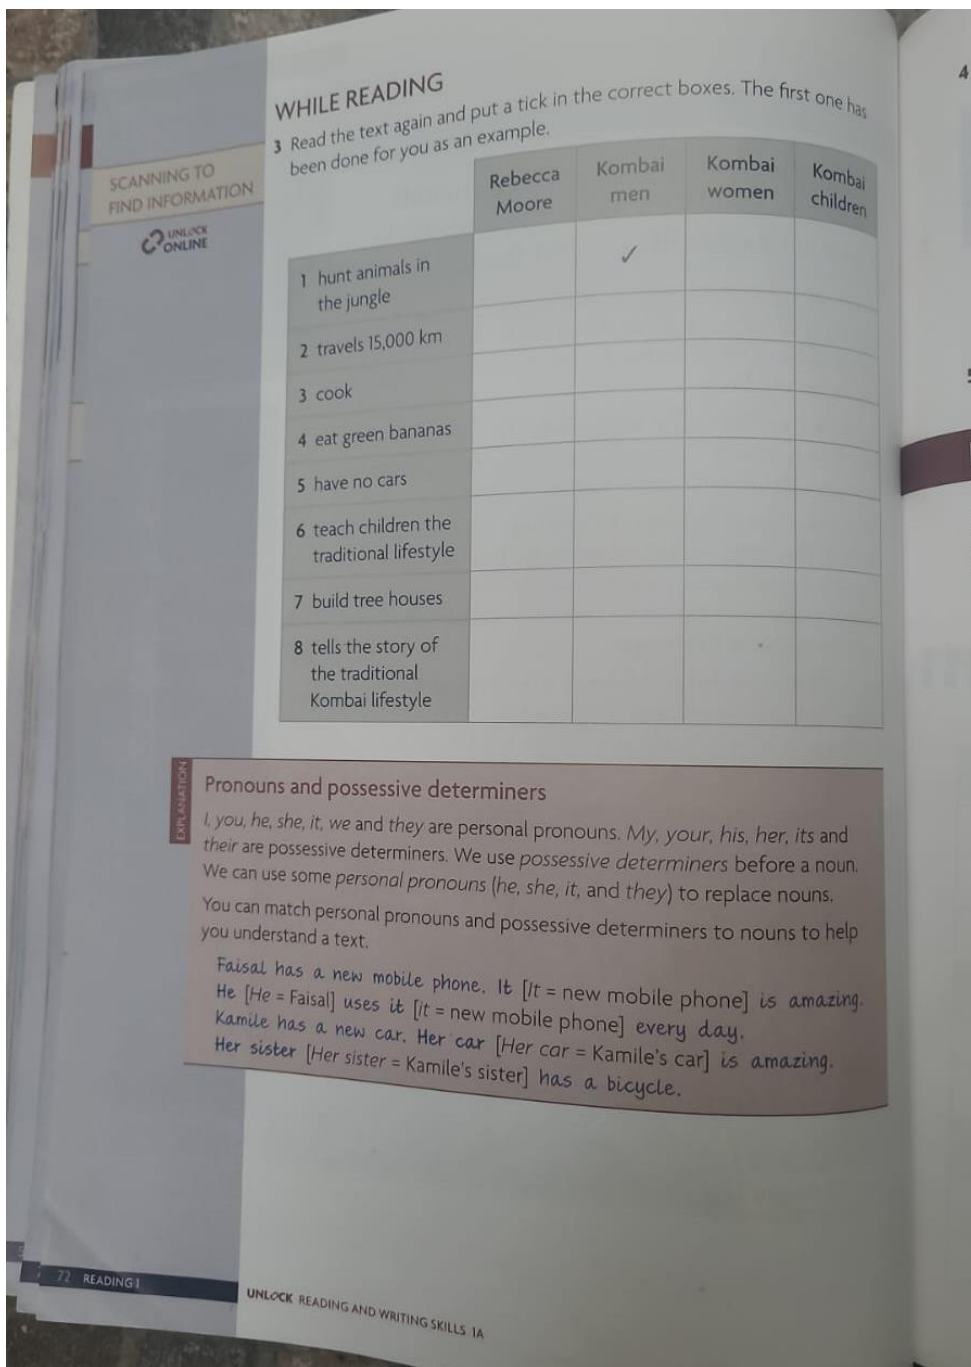 WHILE READING
3 Read the text again and put a tick in the correct boxes. The first one has
been done for you as an example.
SCANNING TO
FIND INFORMATION
UNLOCK
ONLINE
Rebecca
Moore
Kombai
men
Kombai
women
Kombai
children
1 hunt animals in
the jungle
✓
2 travels 15,000 km
3 cook
4 eat green bananas
5 have no cars
6 teach children the
traditional lifestyle
7 build tree houses
8 tells the story of
the traditional
Kombai lifestyle
EXPLANATION
Pronouns and possessive determiners
I, you, he, she, it, we and they are personal pronouns. My, your, his, her, its and
their are possessive determiners. We use possessive determiners before a noun.
We can use some personal pronouns (he, she, it, and they) to replace nouns.
You can match personal pronouns and possessive determiners to nouns to help
you understand a text.
Faisal has a new mobile phone. It [It = new mobile phone] is amazing.
He [He = Faisal] uses it [it = new mobile phone] every day.
Kamile has a new car. Her car [Her car = Kamile's car] is amazing.
Her sister [Her sister = Kamile's sister] has a bicycle.
72 READING 1
UNLOCK READING AND WRITING SKILLS 1A
4